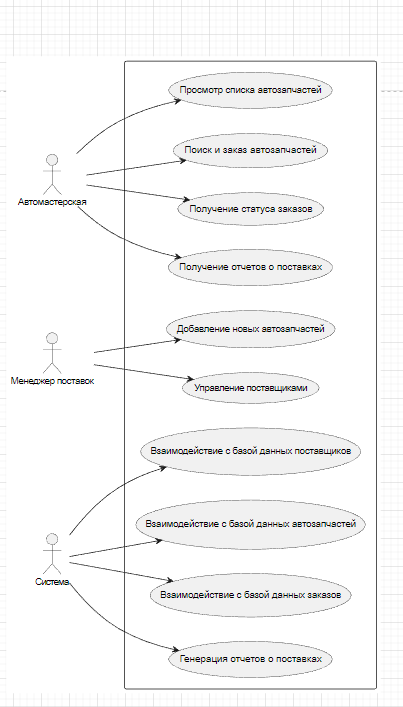 Просмотр списка автозапчастей
Поиск и заказ автозапчастей
Автомастерская
Получение статуса заказов
Получение отчетов о поставках
Добавление новых автозапчастей
Менеджер поставок
Управление поставщиками
Взаимодействие с базой данных поставщиков
Взаимодействие с базой данных автозапчастей
Система
Взаимодействие с базой данных заказов
Генерация отчетов о поставках